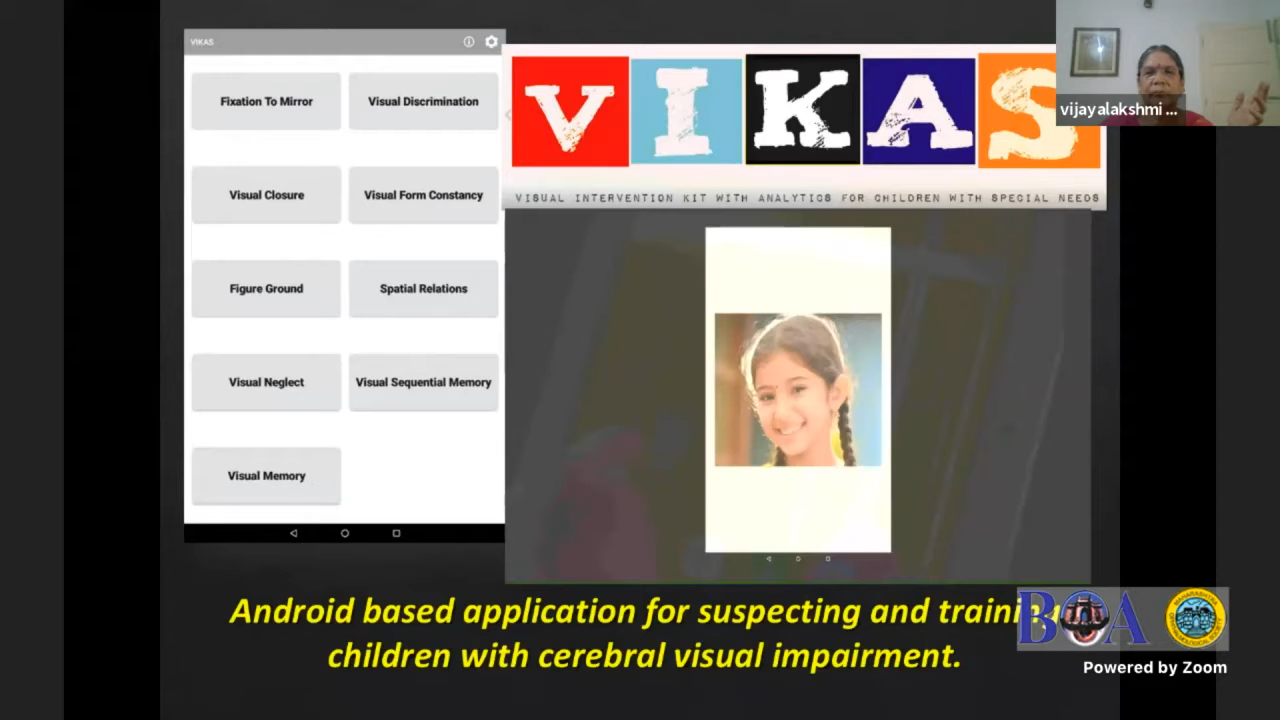 VIKAS
Fixation To Mirror
Visual Discrimination
Visual Closure
Visual Form Constancy
Figure Ground
Spatial Relations
Visual Neglect
Visual Sequential Memory
Visual Memory
VIKAS
VISUAL INTERVENTION KIT WITH ANALYTICS FOR CHILDREN WITH SPECIAL NEEDS
vijayalakshmi ...
Android based application for suspecting and training
children with cerebral visual impairment.
BOA
Powered by Zoom